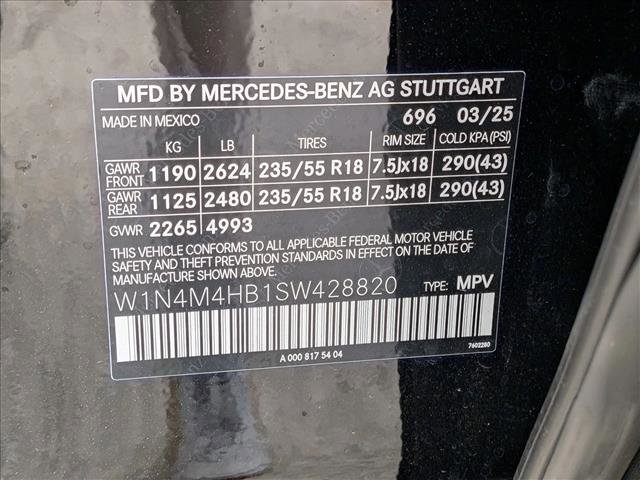 MFD BY MERCEDES-BENZ AG STUTTGART
MADE IN MEXICO 696 03/25
KG LB TIRES RIM SIZE COLD KPA(PSI)
GAWR FRONT 1190 2624 235/55 R18 7.5Jx18 290(43)
GAWR REAR 1125 2480 235/55 R18 7.5Jx18 290(43)
GVWR 2265 4993
THIS VEHICLE CONFORMS TO ALL APPLICABLE FEDERAL MOTOR VEHICLE
SAFETY AND THEFT PREVENTION STANDARDS IN EFFECT ON THE DATE OF
MANUFACTURE SHOWN ABOVE.
W1N4M4HB1SW428820 TYPE: MPV
A 000 817 54 04 7602280